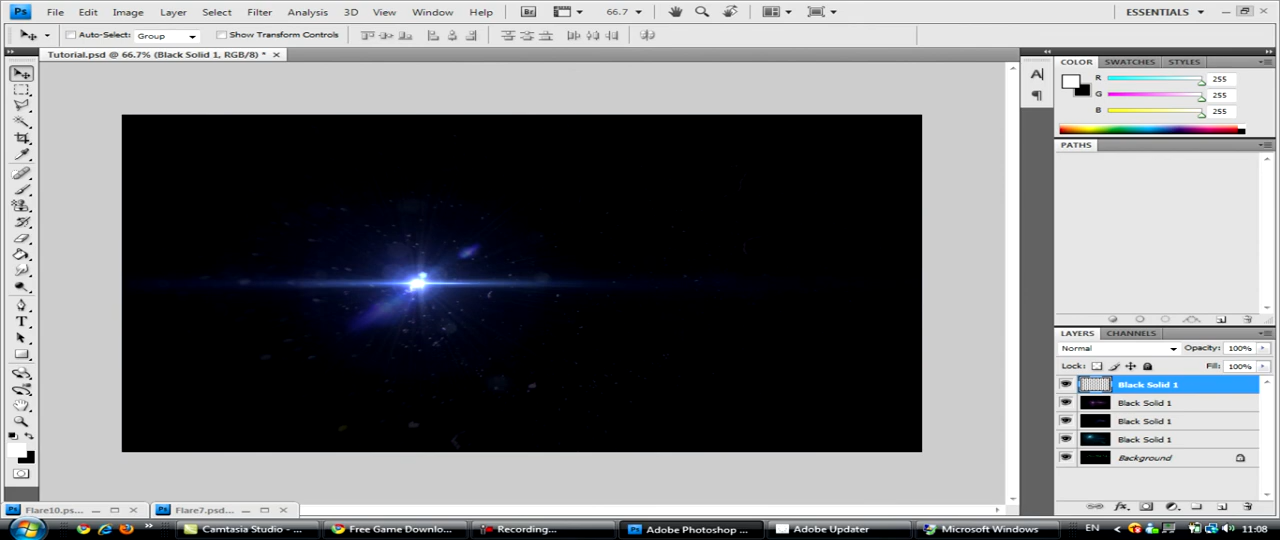 Ps File Edit Image Layer Select Filter Analysis 3D View Window Help Br 66.7 ESSENTIALS
Auto-Select: Group Show Transform Controls
Tutorial.psd @ 66.7% (Black Solid 1, RGB/8) *
COLOR SWATCHES STYLES
R 255
G 255
B 255
PATHS
LAYERS CHANNELS
Normal Opacity: 100%
Lock: Fill: 100%
Black Solid 1
Black Solid 1
Black Solid 1
Black Solid 1
Background
Flare10.ps... Flare7.psd...
Camtasia Studio - ... Free Game Downlo... Recording... Adobe Photoshop ... Adobe Updater Microsoft Windows EN 11:08